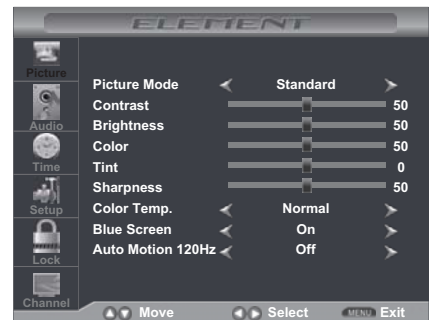 ELEMENT
Picture
Audio
Time
Setup
Lock
Channel
Picture Mode Standard
Contrast 50
Brightness 50
Color 50
Tint 0
Sharpness 50
Color Temp. Normal
Blue Screen On
Auto Motion 120Hz Off
Move Select MENU Exit